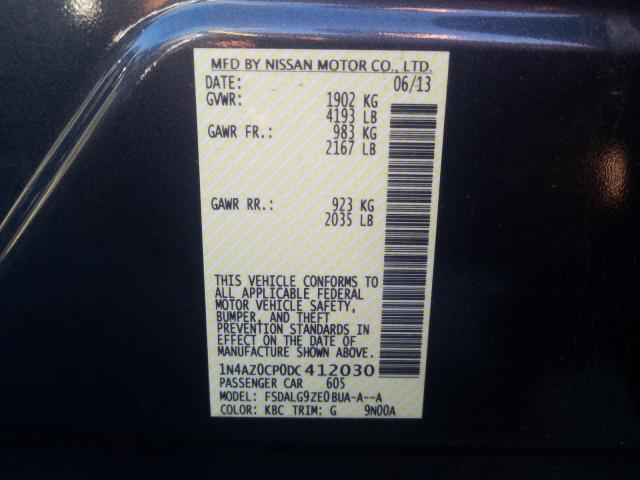 MFD BY NISSAN MOTOR CO., LTD.
DATE: 06/13
GVWR: 1902 KG
4193 LB
GAWR FR.: 983 KG
2167 LB
GAWR RR.: 923 KG
2035 LB
THIS VEHICLE CONFORMS TO
ALL APPLICABLE FEDERAL
MOTOR VEHICLE SAFETY,
BUMPER, AND THEFT
PREVENTION STANDARDS IN
EFFECT ON THE DATE OF
MANUFACTURE SHOWN ABOVE.
1N4AZ0CP0DC412030
PASSENGER CAR 605
MODEL: FSDALG9ZE0BUA-A--A
COLOR: KBC TRIM: G 9N00A